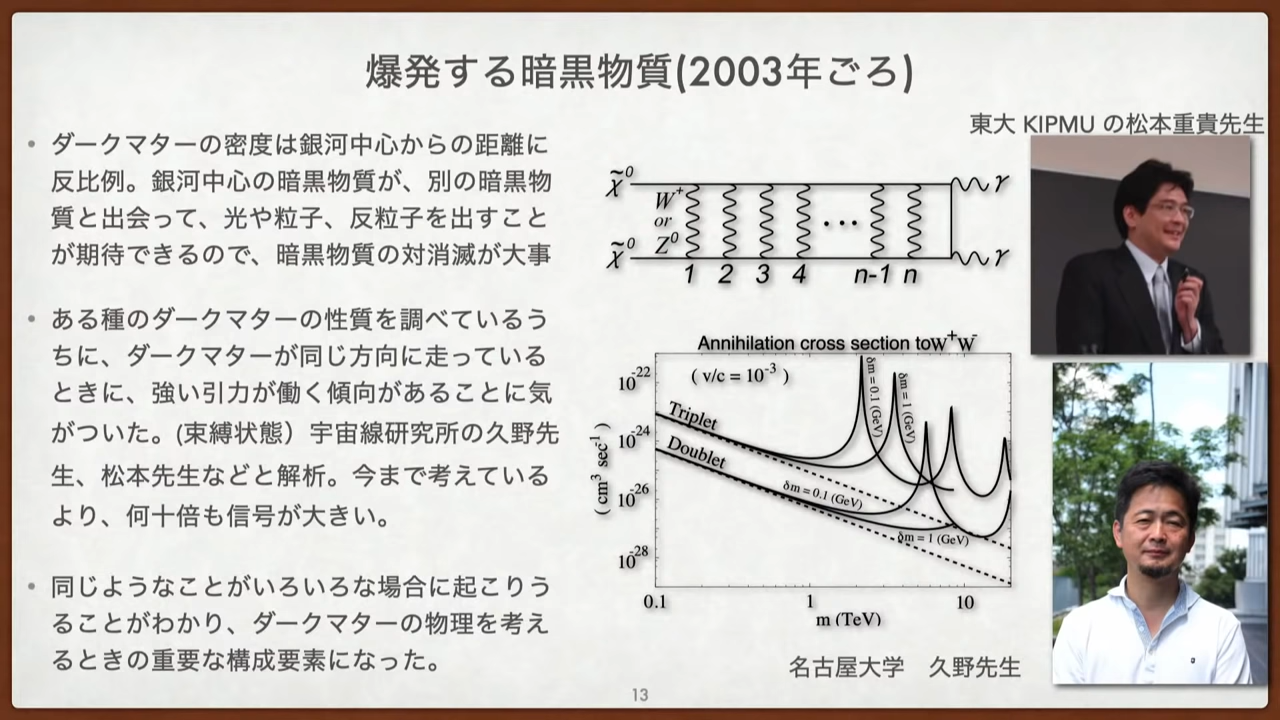 爆発する暗黒物質(2003年ごろ)
• ダークマターの密度は銀河中心からの距離に
反比例。銀河中心の暗黒物質が、別の暗黒物
質と出会って、光や粒子、反粒子を出すこと
が期待できるので、暗黒物質の対消滅が大事
• ある種のダークマターの性質を調べているう
ちに、ダークマターが同じ方向に走っている
ときに、強い引力が働く傾向があることに気
がついた。(束縛状態）宇宙線研究所の久野先
生、松本先生などと解析。今まで考えている
より、何十倍も信号が大きい。
• 同じようなことがいろいろな場合に起こりう
ることがわかり、ダークマターの物理を考え
るときの重要な構成要素になった。
東大 KIPMU の松本重貴先生
χ̃⁰
W⁺
or
Z⁰
χ̃⁰
γ
γ
1 2 3 4 ··· n-1 n
Annihilation cross section to W⁺W⁻
( v/c = 10⁻³ )
Triplet
Doublet
δm = 0.1 (GeV)
δm = 1 (GeV)
δm = 0.1 (GeV)
δm = 1 (GeV)
( cm³ sec⁻¹ )
10⁻²²
10⁻²⁴
10⁻²⁶
10⁻²⁸
0.1 1 10
m (TeV)
名古屋大学 久野先生
13